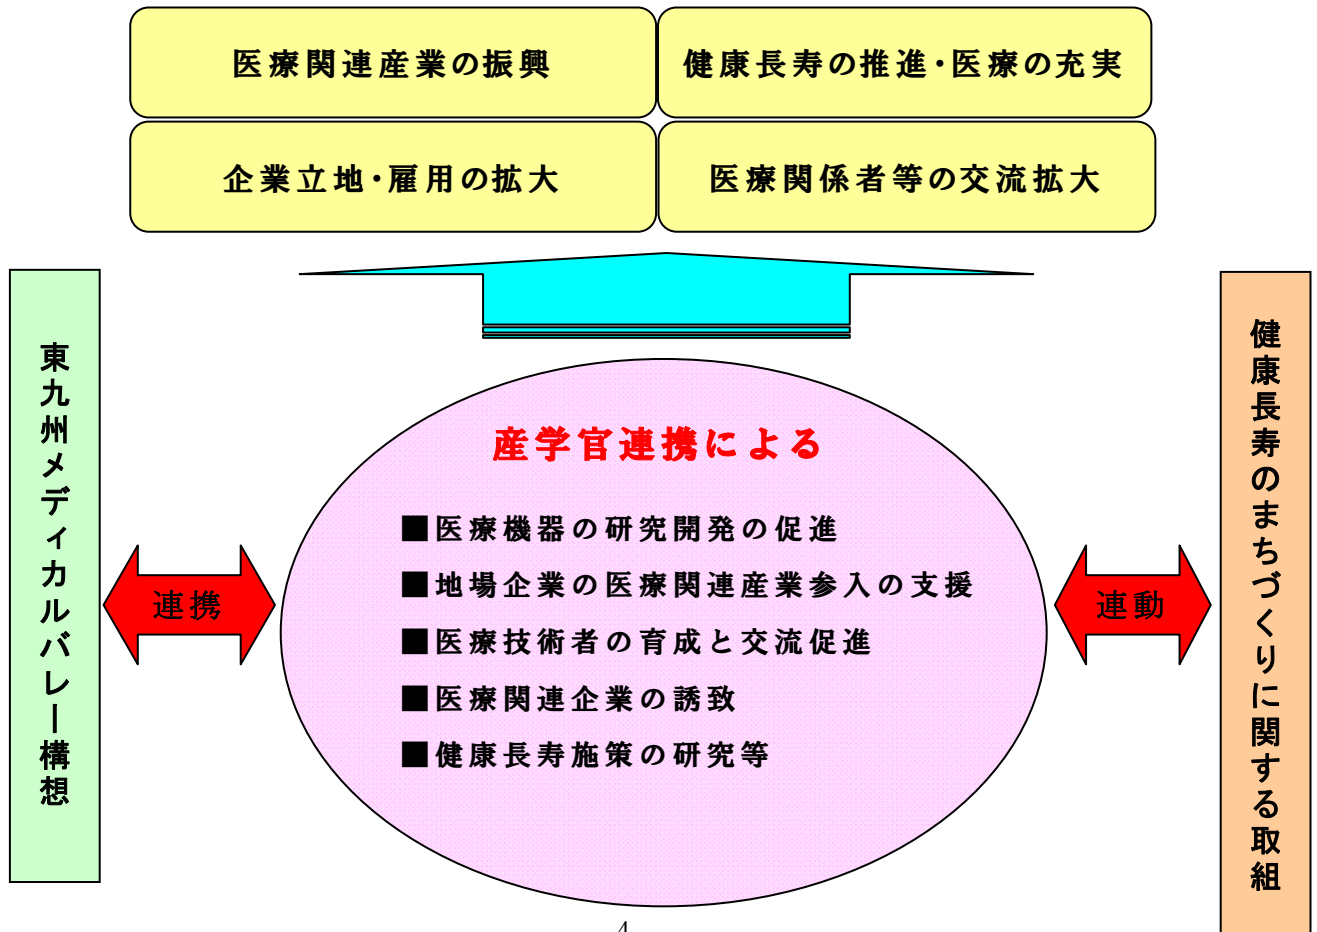 医療関連産業の振興
健康長寿の推進・医療の充実
企業立地・雇用の拡大
医療関係者等の交流拡大
東九州メディカルバレー構想
連携
産学官連携による
■医療機器の研究開発の促進
■地場企業の医療関連産業参入の支援
■医療技術者の育成と交流促進
■医療関連企業の誘致
■健康長寿施策の研究等
連動
健康長寿のまちづくりに関する取組
4